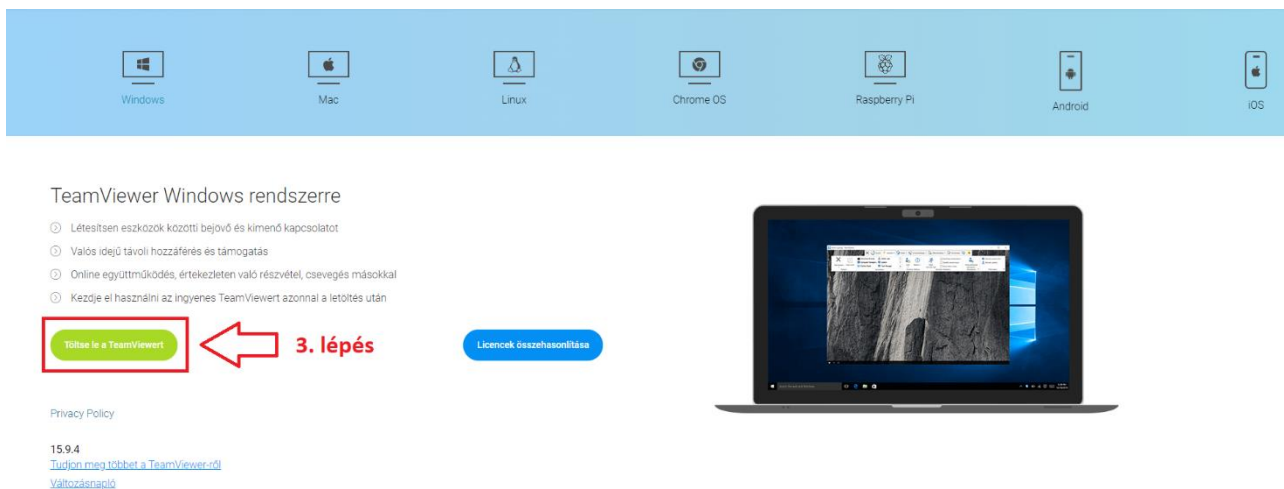 Windows
Mac
Linux
Chrome OS
Raspberry Pi
Android
iOS
TeamViewer Windows rendszerre
Létesítsen eszközök közötti bejövő és kimenő kapcsolatot
Valós idejű távoli hozzáférés és támogatás
Online együttműködés, értekezleten való részvétel, csevegés másokkal
Kezdje el használni az ingyenes TeamViewert azonnal a letöltés után
Töltse le a TeamViewert
3. lépés
Licencek összehasonlítása
Privacy Policy
15.9.4
Tudjon meg többet a TeamViewer-ről
Változásnapló